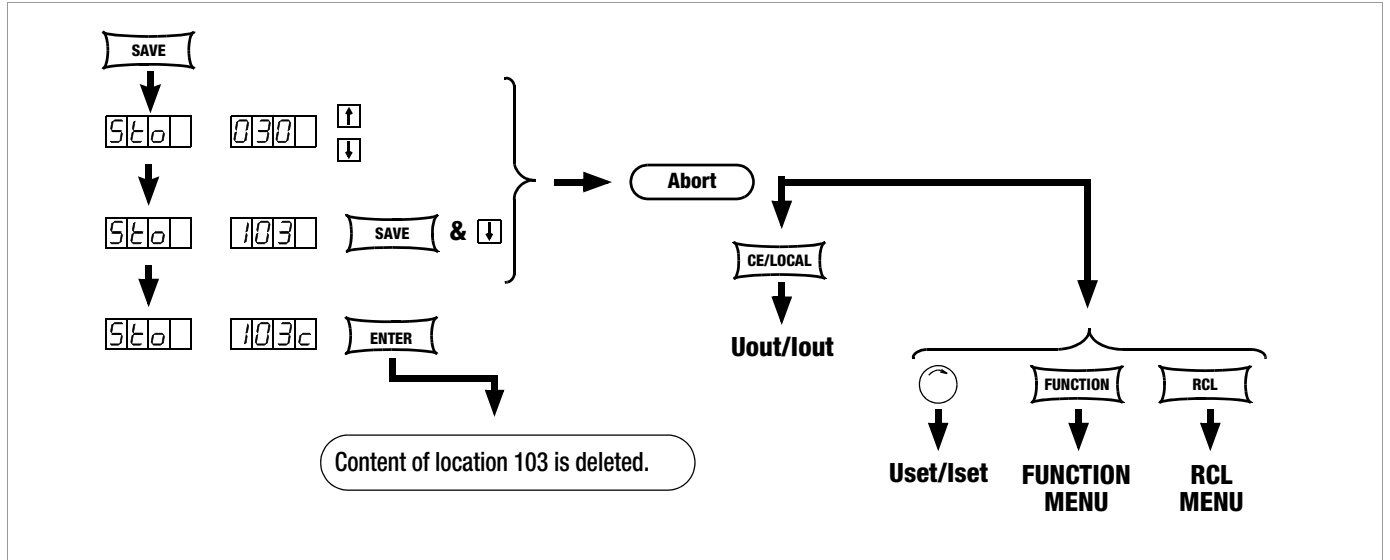 SAVE
Sto 030 ↑
↓
Abort
Sto 103 SAVE & ↓
CE/LOCAL
Sto 103c ENTER
Uout/Iout
FUNCTION RCL
Content of location 103 is deleted.
Uset/Iset FUNCTION MENU RCL MENU